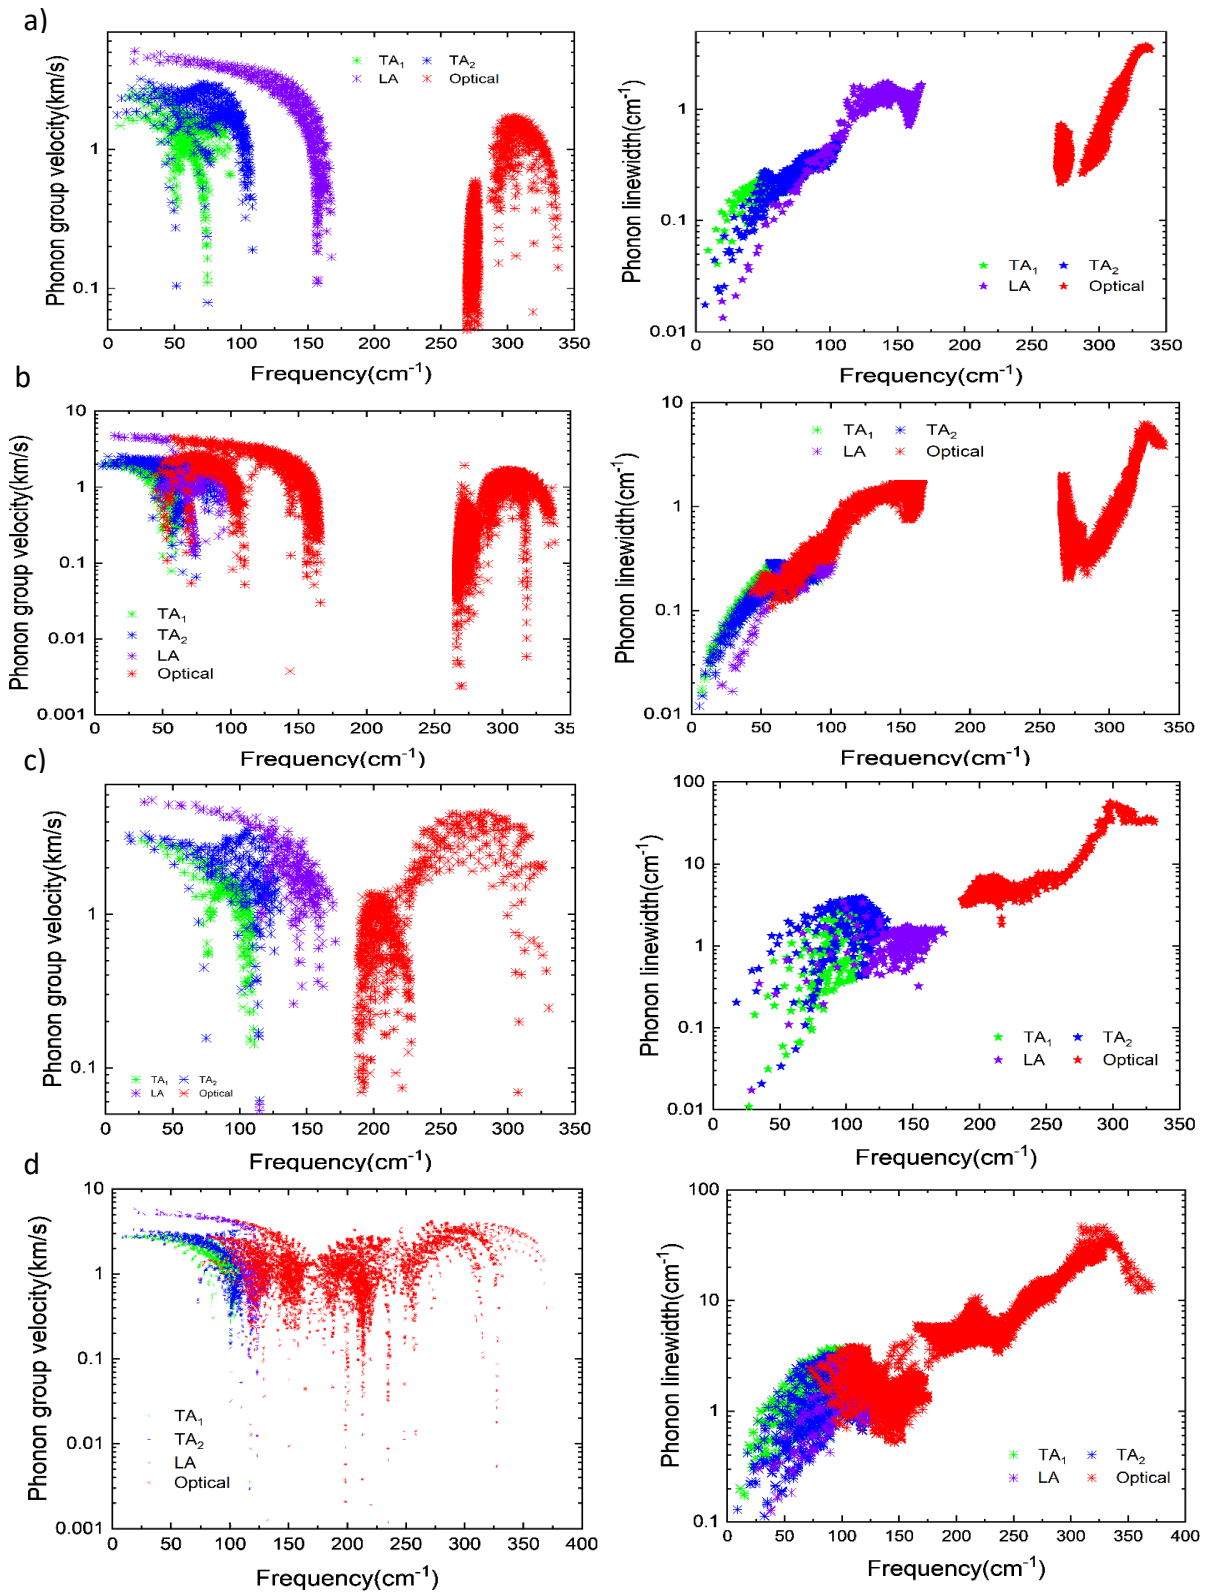 a)
Phonon group velocity(km/s)
1
0.1
TA₁ TA₂
LA Optical
0 50 100 150 200 250 300 350
Frequency(cm⁻¹)
Phonon linewidth(cm⁻¹)
1
0.1
0.01
TA₁ TA₂
LA Optical
0 50 100 150 200 250 300 350
Frequency(cm⁻¹)
b
Phonon group velocity(km/s)
10
1
0.1
0.01
0.001
TA₁
TA₂
LA
Optical
0 50 100 150 200 250 300 350
Frequency(cm⁻¹)
Phonon linewidth(cm⁻¹)
10
1
0.1
0.01
TA₁ TA₂
LA Optical
0 50 100 150 200 250 300 350
Frequency(cm⁻¹)
c)
Phonon group velocity(km/s)
1
0.1
TA₁ TA₂
LA Optical
0 50 100 150 200 250 300 350
Frequency(cm⁻¹)
Phonon linewidth(cm⁻¹)
100
10
1
0.1
0.01
TA₁ TA₂
LA Optical
0 50 100 150 200 250 300 350
Frequency(cm⁻¹)
d
Phonon group velocity(km/s)
10
1
0.1
0.01
0.001
TA₁
TA₂
LA
Optical
0 50 100 150 200 250 300 350 400
Frequency(cm⁻¹)
Phonon linewidth(cm⁻¹)
100
10
1
0.1
TA₁ TA₂
LA Optical
0 50 100 150 200 250 300 350 400
Frequency(cm⁻¹)